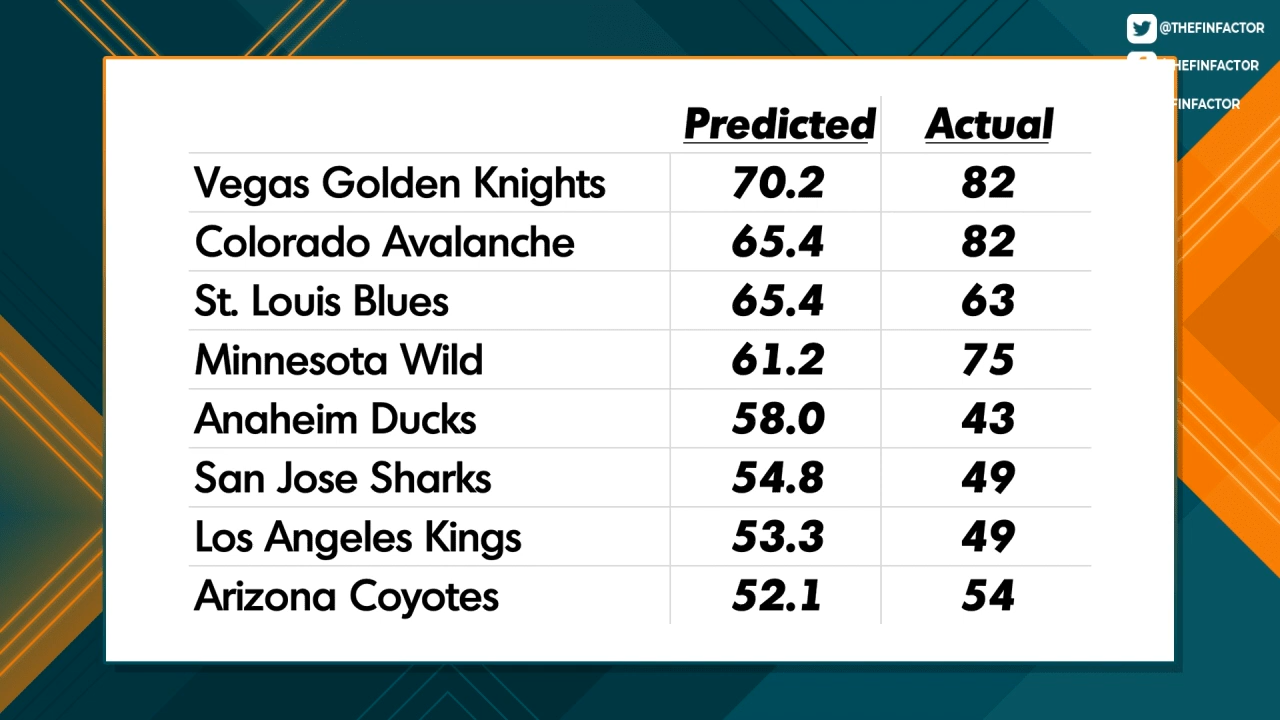 @THEFINFACTOR
HEFINFACTOR
FINFACTOR
Predicted Actual
Vegas Golden Knights 70.2 82
Colorado Avalanche 65.4 82
St. Louis Blues 65.4 63
Minnesota Wild 61.2 75
Anaheim Ducks 58.0 43
San Jose Sharks 54.8 49
Los Angeles Kings 53.3 49
Arizona Coyotes 52.1 54